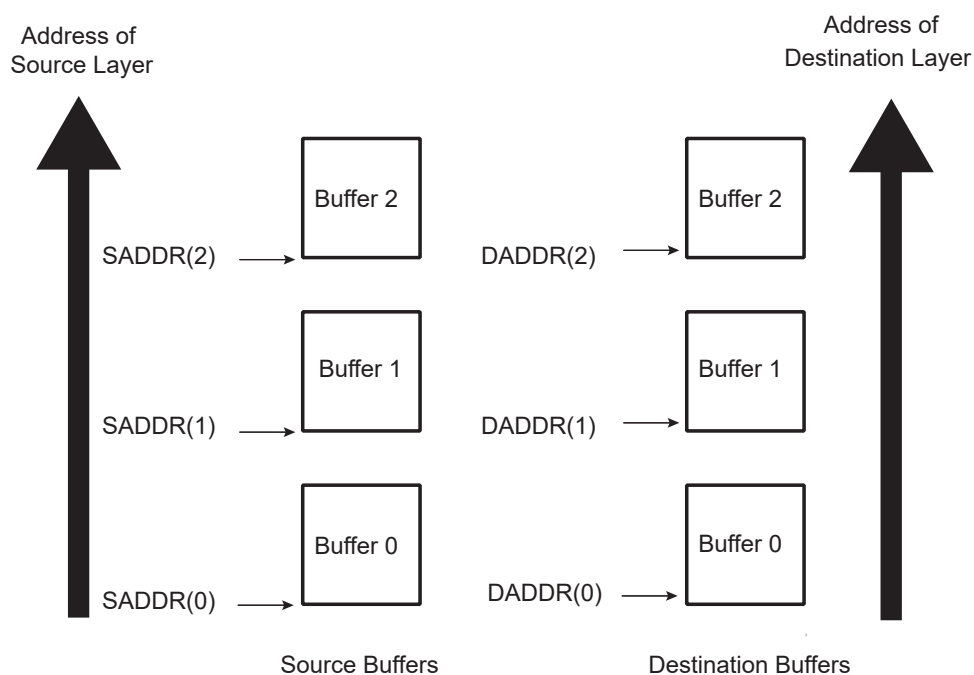 Address of
Source Layer
Address of
Destination Layer
Buffer 2
Buffer 2
SADDR(2)
DADDR(2)
Buffer 1
Buffer 1
SADDR(1)
DADDR(1)
Buffer 0
Buffer 0
SADDR(0)
DADDR(0)
Source Buffers
Destination Buffers